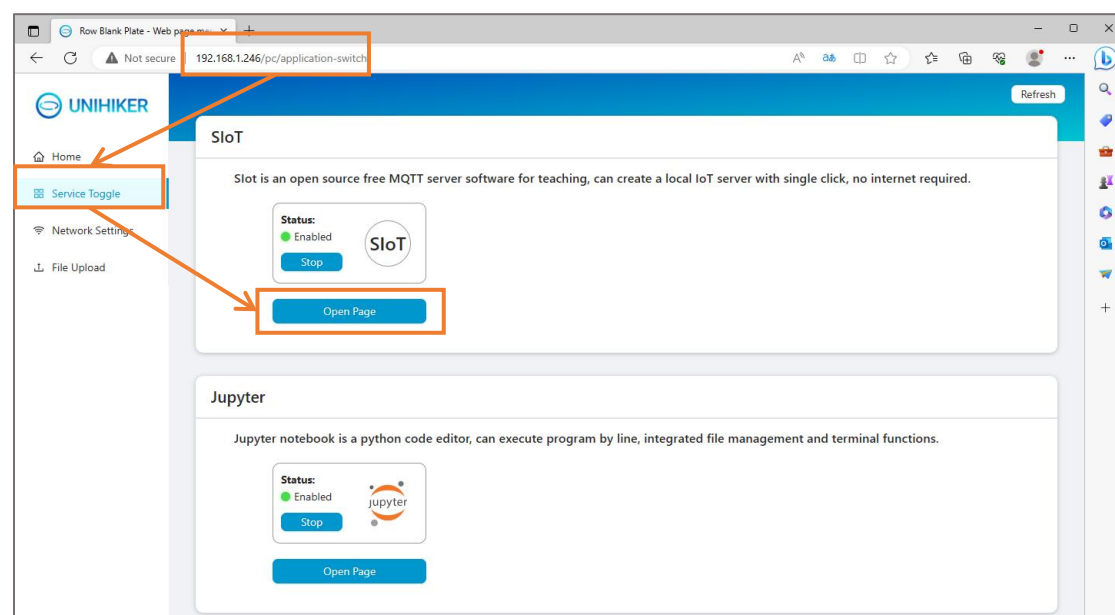 Row Blank Plate - Web page ma
Not secure
192.168.1.246/pc/application-switch
UNIHIKER
Refresh
Home
Service Toggle
Network Settings
File Upload
SIoT
SIot is an open source free MQTT server software for teaching, can create a local IoT server with single click, no internet required.
Status:
Enabled
Stop
SIoT
Open Page
Jupyter
Jupyter notebook is a python code editor, can execute program by line, integrated file management and terminal functions.
Status:
Enabled
Stop
jupyter
Open Page